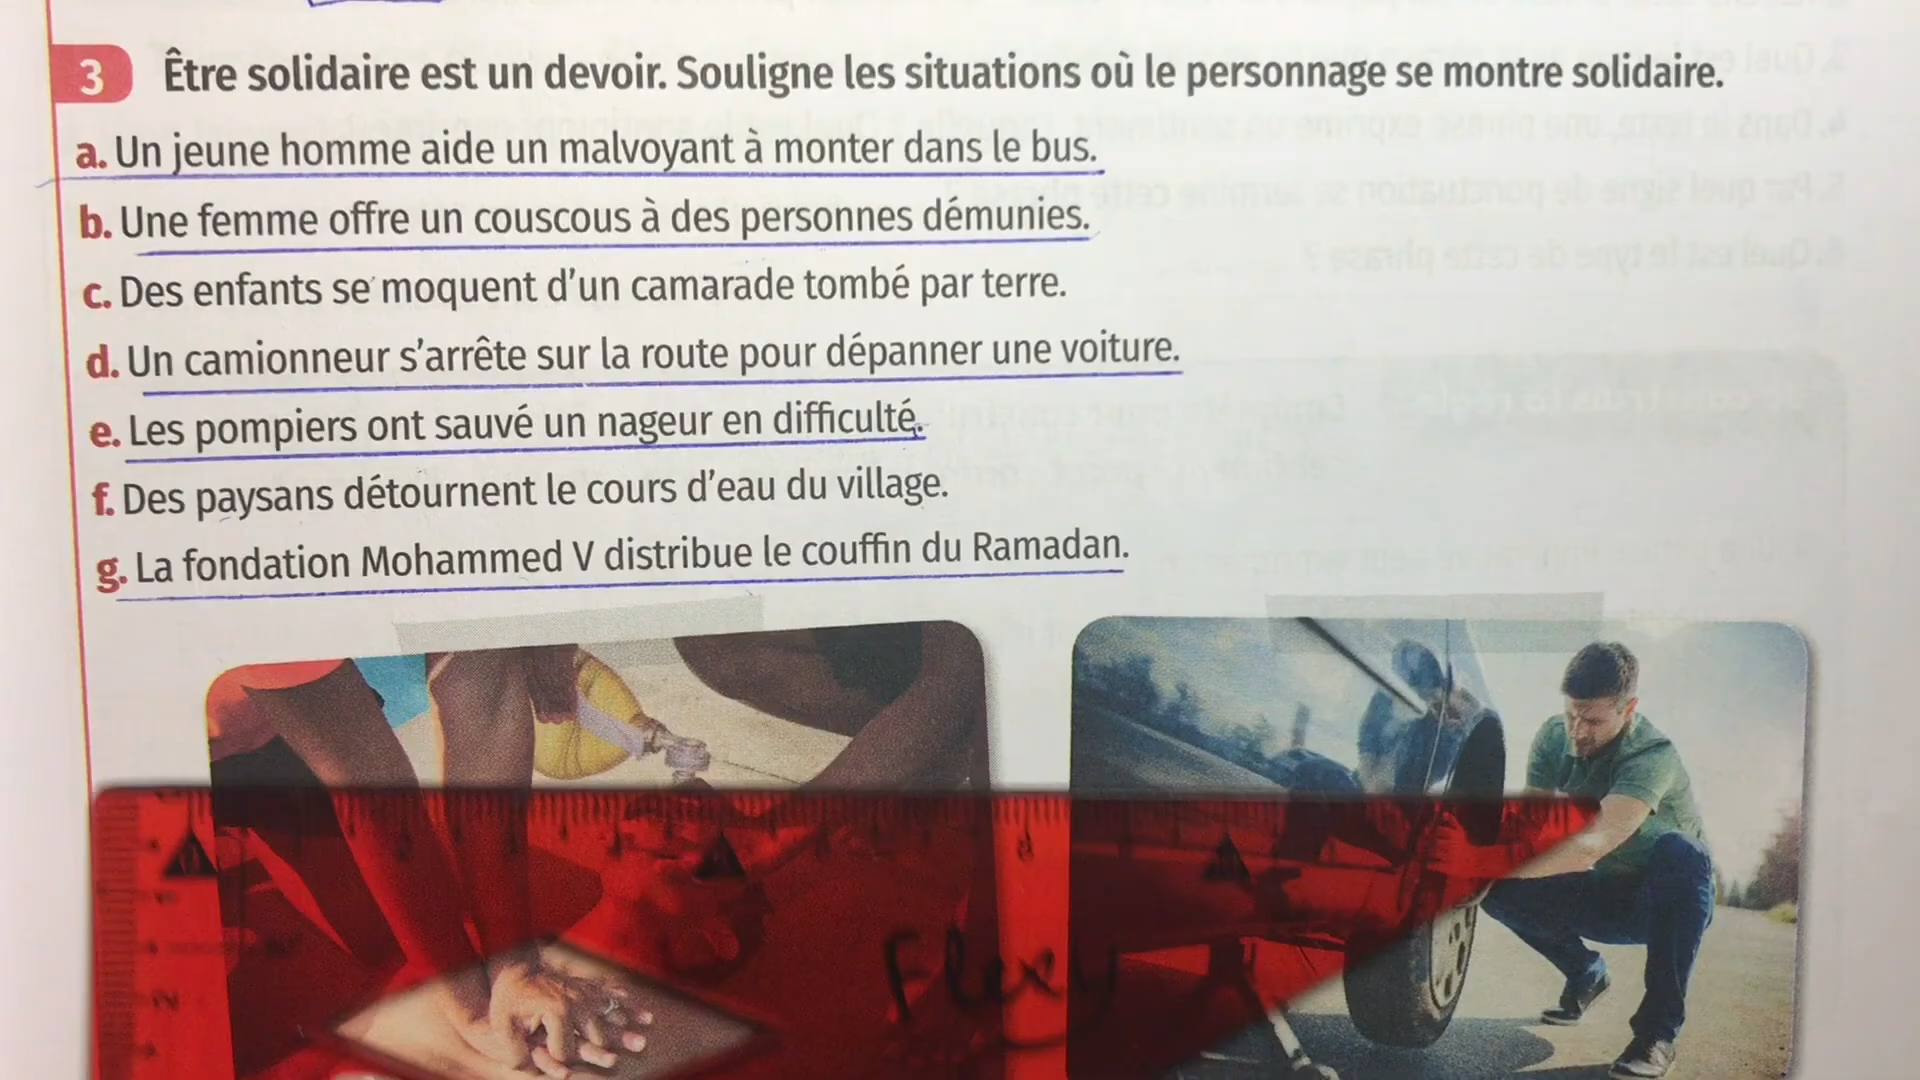 3 Être solidaire est un devoir. Souligne les situations où le personnage se montre solidaire.
a. Un jeune homme aide un malvoyant à monter dans le bus.
b. Une femme offre un couscous à des personnes démunies.
c. Des enfants se moquent d'un camarade tombé par terre.
d. Un camionneur s'arrête sur la route pour dépanner une voiture.
e. Les pompiers ont sauvé un nageur en difficulté.
f. Des paysans détournent le cours d'eau du village.
g. La fondation Mohammed V distribue le couffin du Ramadan.
Flexy